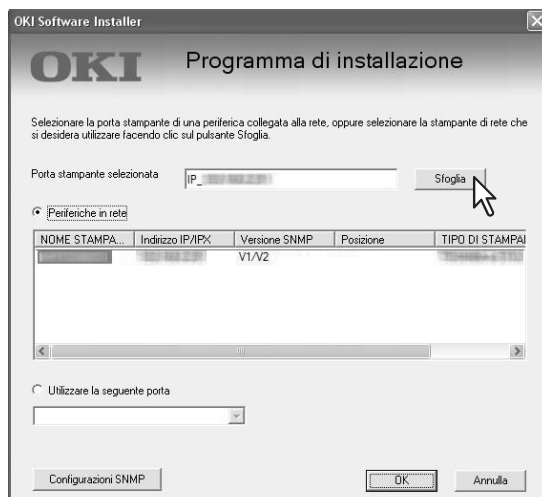 OKI Software Installer
OKI
Programma di installazione
Selezionare la porta stampante di una periferica collegata alla rete, oppure selezionare la stampante di rete che
si desidera utilizzare facendo clic sul pulsante Sfoglia.
Porta stampante selezionata
IP_
Sfoglia
Periferiche in rete
NOME STAMPA... Indirizzo IP/IPX Versione SNMP Posizione TIPO DI STAMPAI
V1/V2
Utilizzare la seguente porta
Configurazioni SNMP
OK
Annulla